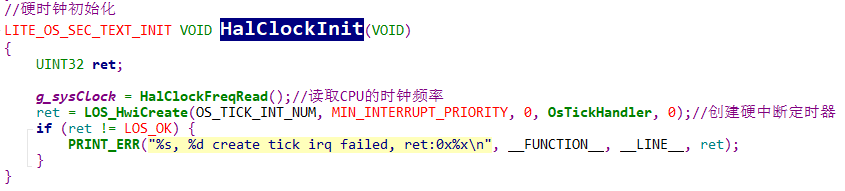 //硬时钟初始化
LITE_OS_SEC_TEXT_INIT VOID HalClockInit(VOID)
{
    UINT32 ret;

    g_sysClock = HalClockFreqRead();//读取CPU的时钟频率
    ret = LOS_HwiCreate(OS_TICK_INT_NUM, MIN_INTERRUPT_PRIORITY, 0, OsTickHandler, 0);//创建硬中断定时器
    if (ret != LOS_OK) {
        PRINT_ERR("%s, %d create tick irq failed, ret:0x%x\n", __FUNCTION__, __LINE__, ret);
    }
}